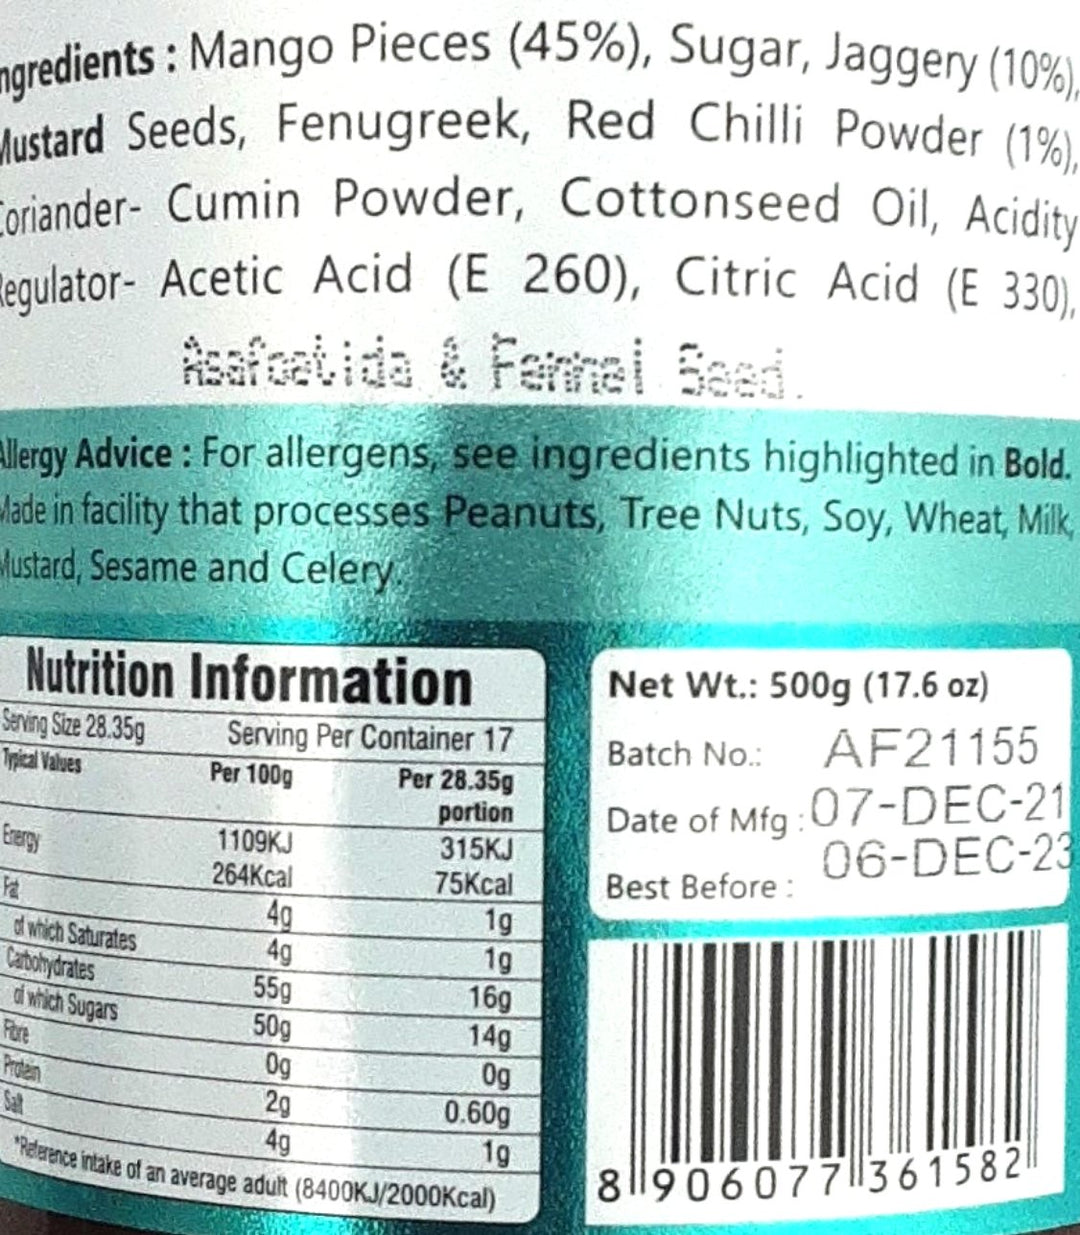 ngredients : Mango Pieces (45%), Sugar, Jaggery (10%),
Mustard Seeds, Fenugreek, Red Chilli Powder (1%),
Coriander- Cumin Powder, Cottonseed Oil, Acidity
Regulator- Acetic Acid (E 260), Citric Acid (E 330),
Asafoetida & Fennel Seed.
Allergy Advice : For allergens, see ingredients highlighted in Bold.
Made in facility that processes Peanuts, Tree Nuts, Soy, Wheat, Milk,
Mustard, Sesame and Celery.
Nutrition Information
Serving Size 28.35g Serving Per Container 17
Typical Values Per 100g Per 28.35g
portion
Energy 1109KJ 315KJ
264Kcal 75Kcal
Fat 4g 1g
of which Saturates 4g 1g
Carbohydrates 55g 16g
of which Sugars 50g 14g
Fibre 0g 0g
Protein 2g 0.60g
Salt 4g 1g
*Reference intake of an average adult (8400KJ/2000Kcal)
Net Wt.: 500g (17.6 oz)
Batch No.: AF21155
Date of Mfg : 07-DEC-21
06-DEC-23
Best Before :
8 906077 361582